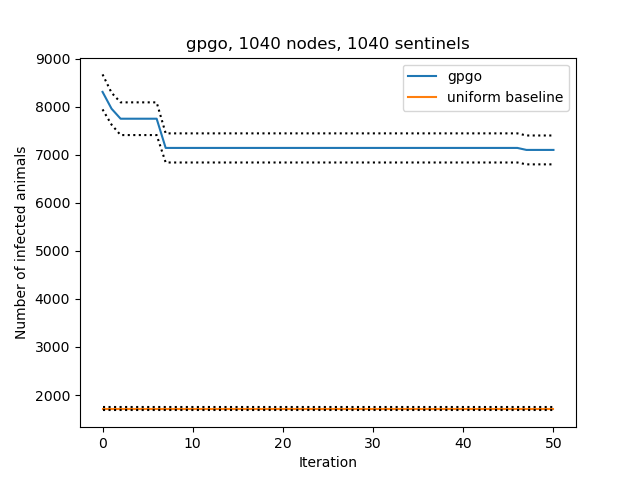 gpgo, 1040 nodes, 1040 sentinels
gpgo
uniform baseline
Number of infected animals
9000
8000
7000
6000
5000
4000
3000
2000
0 10 20 30 40 50
Iteration